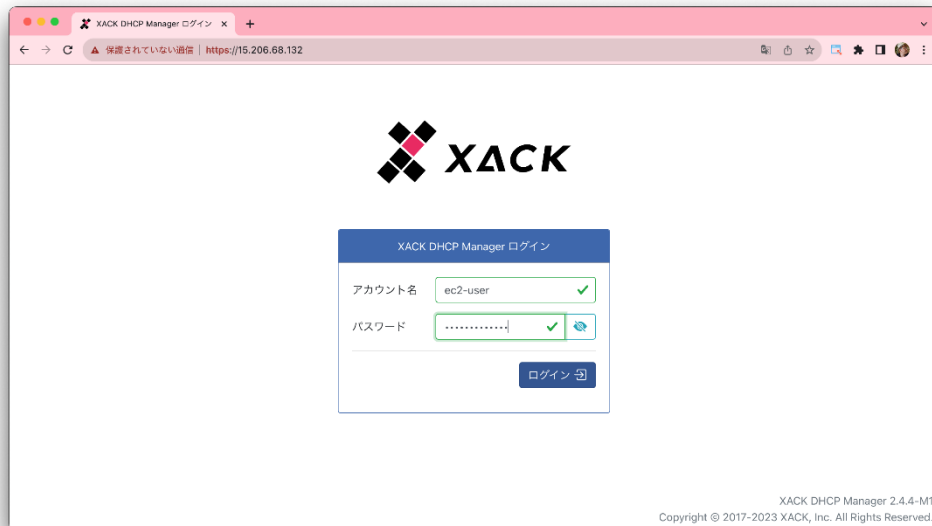 XACK DHCP Manager ログイン
保護されていない通信 | https://15.206.68.132
XACK
XACK DHCP Manager ログイン
アカウント名 ec2-user
パスワード •••••••••••••
ログイン
XACK DHCP Manager 2.4.4-M1
Copyright © 2017-2023 XACK, Inc. All Rights Reserved.